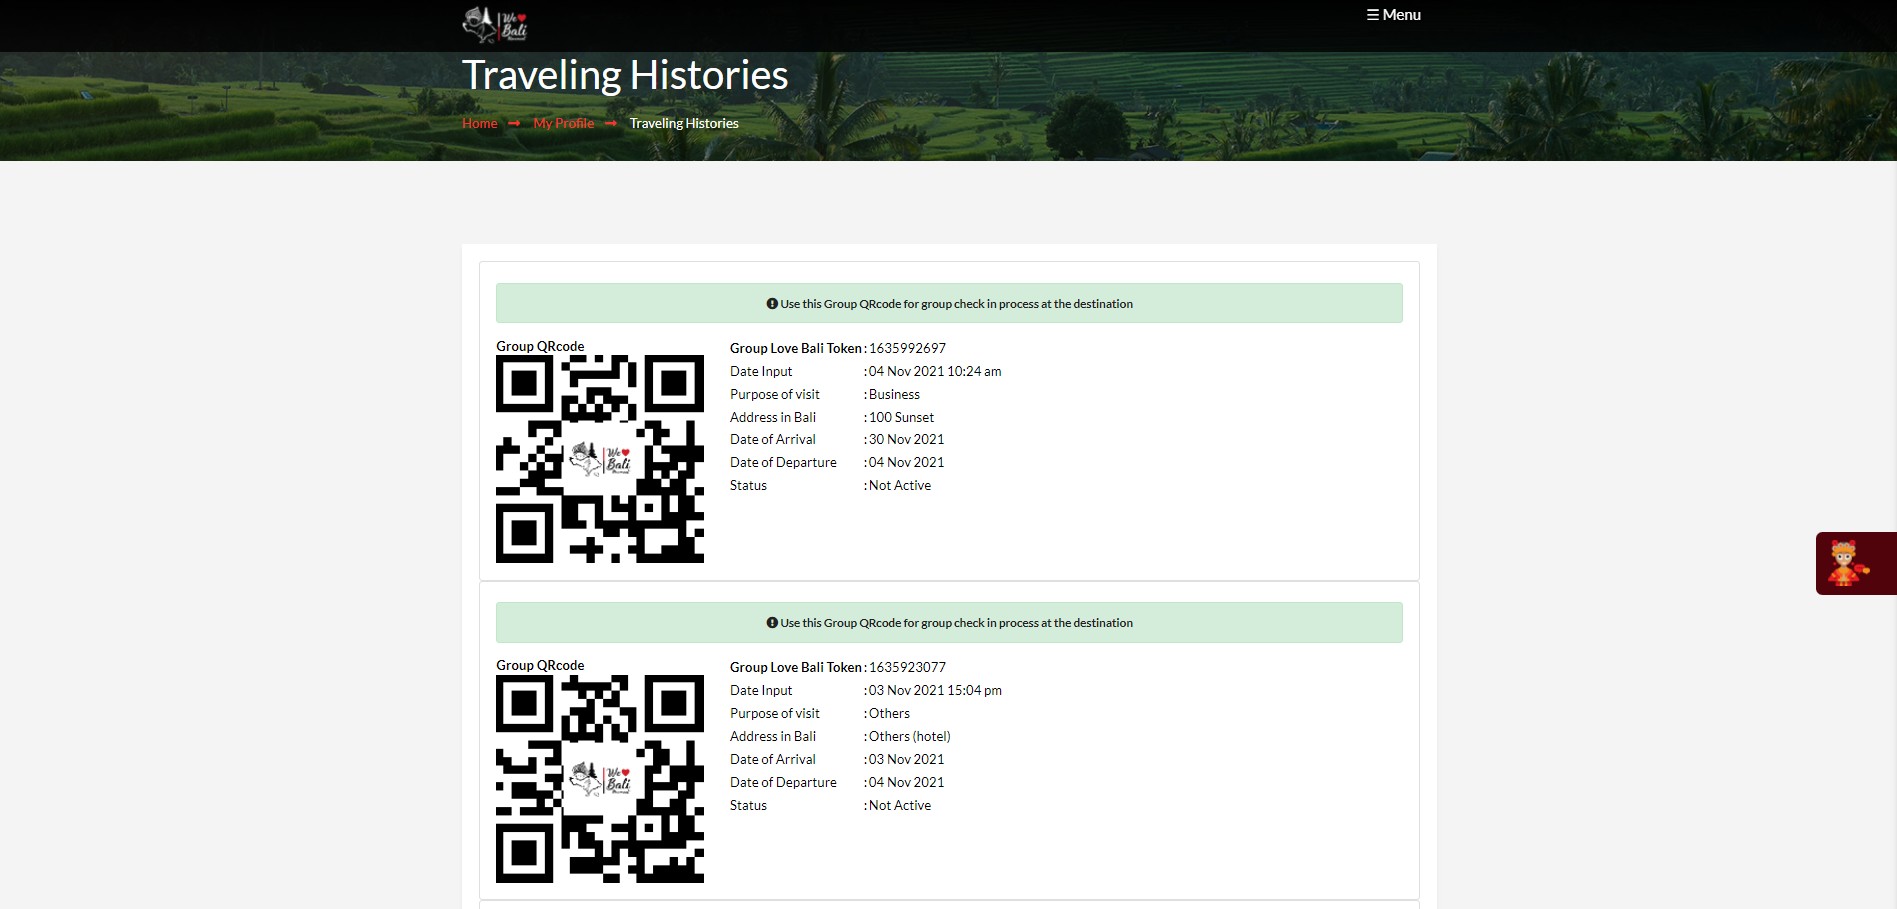 We
Bali
☰ Menu
Traveling Histories
Home → My Profile → Traveling Histories
Use this Group QRcode for group check in process at the destination
Group QRcode
We
Bali
Group Love Bali Token : 1635992697
Date Input : 04 Nov 2021 10:24 am
Purpose of visit : Business
Address in Bali : 100 Sunset
Date of Arrival : 30 Nov 2021
Date of Departure : 04 Nov 2021
Status : Not Active
Use this Group QRcode for group check in process at the destination
Group QRcode
We
Bali
Group Love Bali Token : 1635923077
Date Input : 03 Nov 2021 15:04 pm
Purpose of visit : Others
Address in Bali : Others (hotel)
Date of Arrival : 03 Nov 2021
Date of Departure : 04 Nov 2021
Status : Not Active